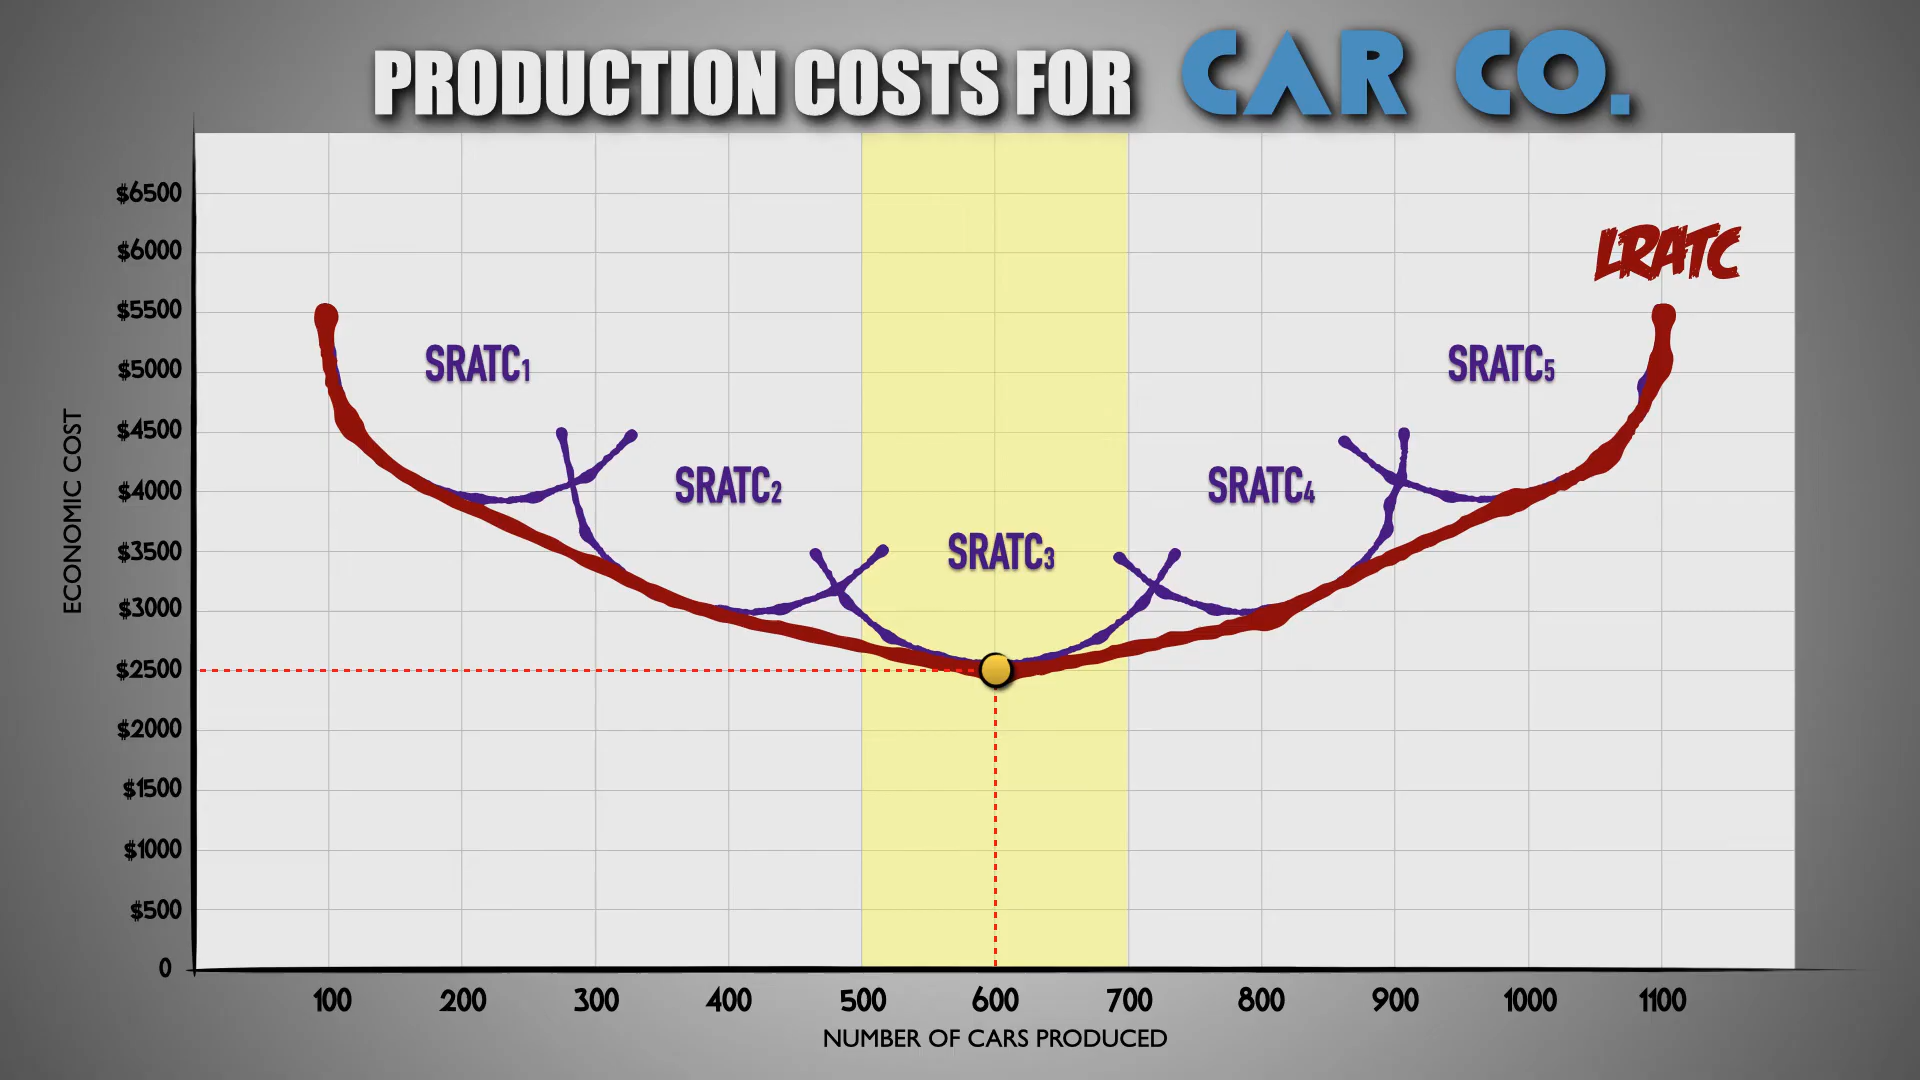 PRODUCTION COSTS FOR CAR CO.
$6500
$6000
$5500
$5000
$4500
$4000
$3500
$3000
$2500
$2000
$1500
$1000
$500
0
ECONOMIC COST
LRATC
SRATC1
SRATC5
SRATC2
SRATC4
SRATC3
100 200 300 400 500 600 700 800 900 1000 1100
NUMBER OF CARS PRODUCED